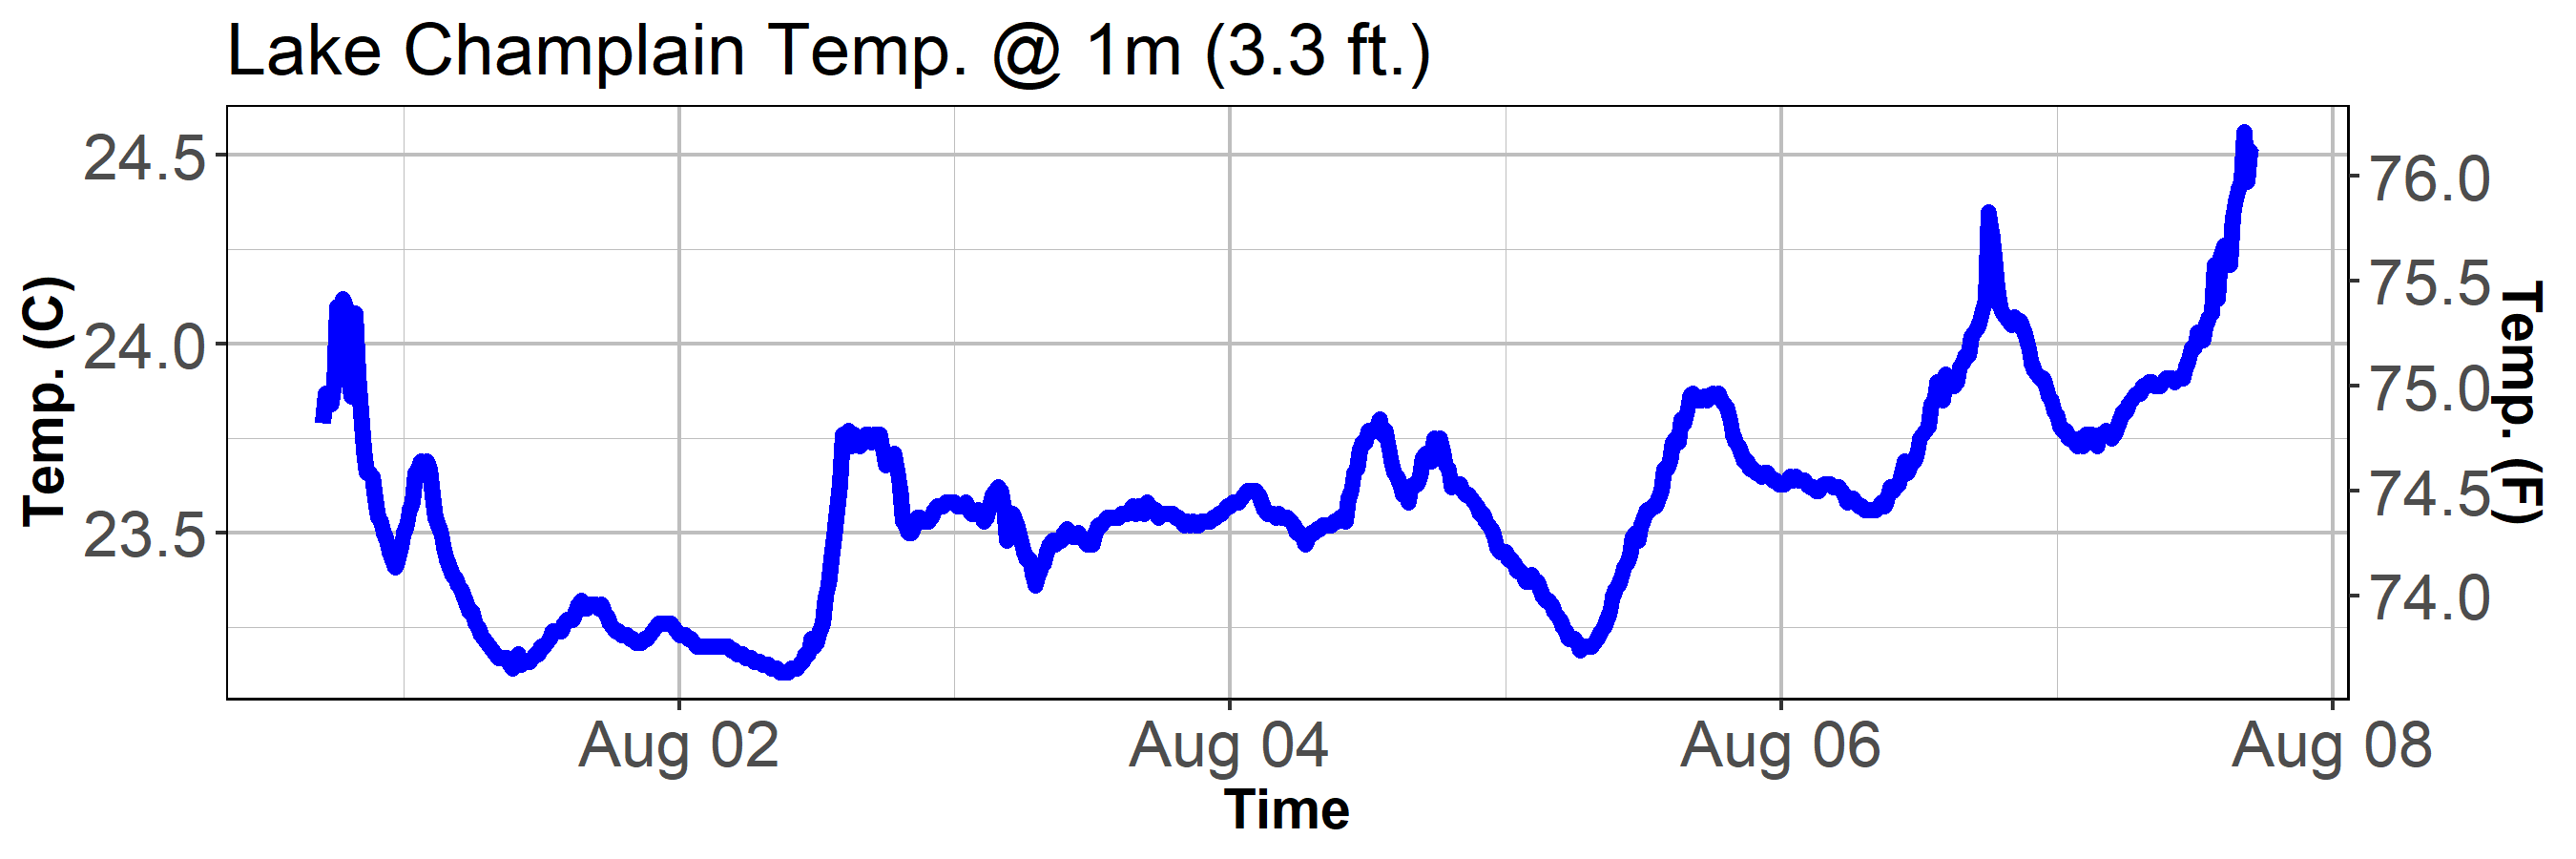 Lake Champlain Temp. @ 1m (3.3 ft.)
Temp. (C)
24.5
24.0
23.5
76.0
75.5
75.0
74.5
74.0
Temp. (F)
Aug 02 Aug 04 Aug 06 Aug 08
Time